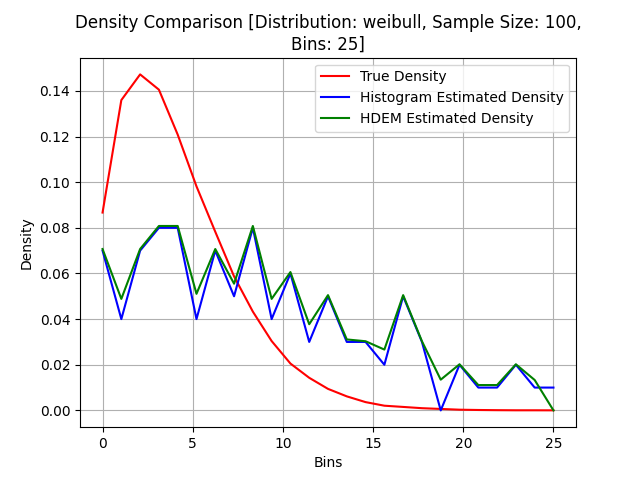 Density Comparison [Distribution: weibull, Sample Size: 100,
Bins: 25]
True Density
Histogram Estimated Density
HDEM Estimated Density
Density
0.14
0.12
0.10
0.08
0.06
0.04
0.02
0.00
0 5 10 15 20 25
Bins